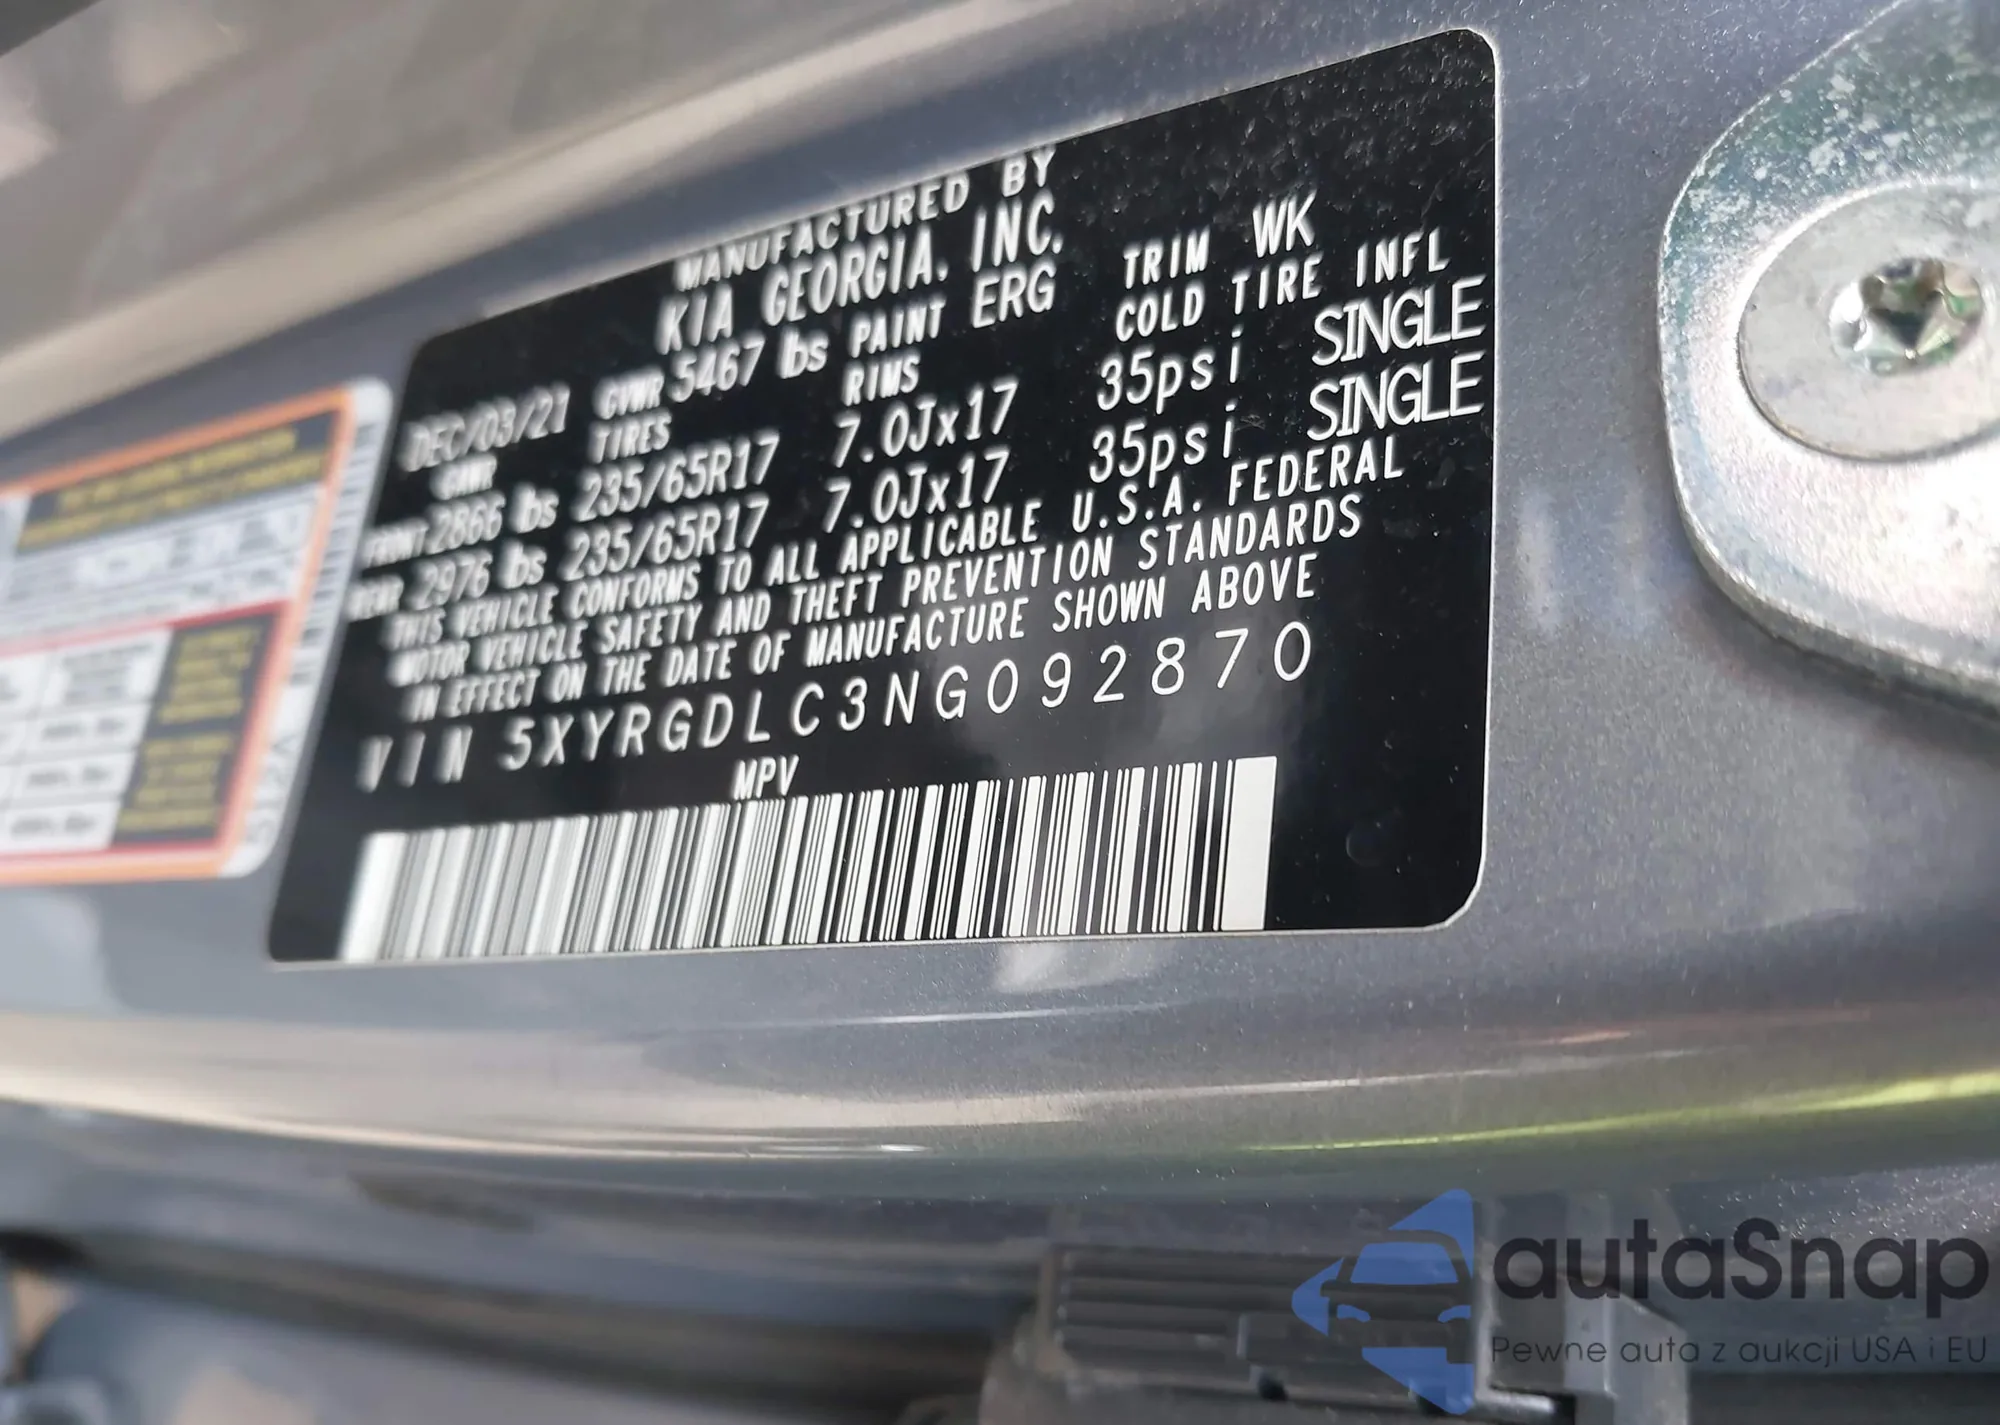 MANUFACTURED BY
KIA GEORGIA, INC.
DEC/03/21 GVWR 5467 lbs PAINT ERG TRIM WK
GAWR TIRES RIMS COLD TIRE INFL
FRONT 2866 lbs 235/65R17 7.0Jx17 35psi SINGLE
REAR 2976 lbs 235/65R17 7.0Jx17 35psi SINGLE
THIS VEHICLE CONFORMS TO ALL APPLICABLE U.S.A. FEDERAL
MOTOR VEHICLE SAFETY AND THEFT PREVENTION STANDARDS
IN EFFECT ON THE DATE OF MANUFACTURE SHOWN ABOVE
VIN 5XYRGDLC3NG092870
MPV
autaSnap
Pewne auta z aukcji USA i EU